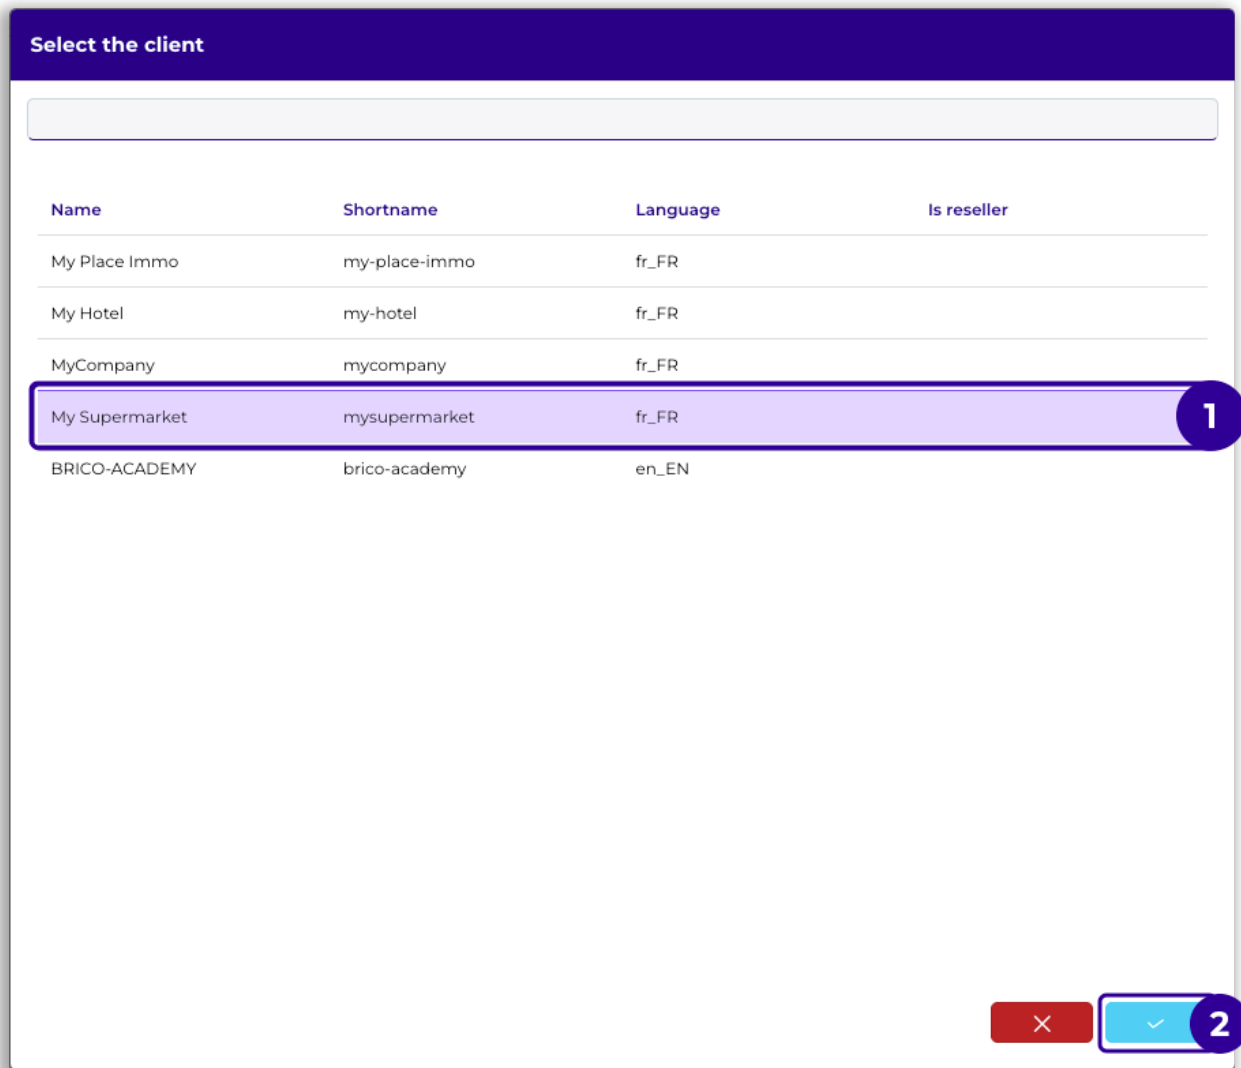 Select the client
Name Shortname Language Is reseller
My Place Immo my-place-immo fr_FR
My Hotel my-hotel fr_FR
MyCompany mycompany fr_FR
My Supermarket mysupermarket fr_FR 1
BRICO-ACADEMY brico-academy en_EN
2